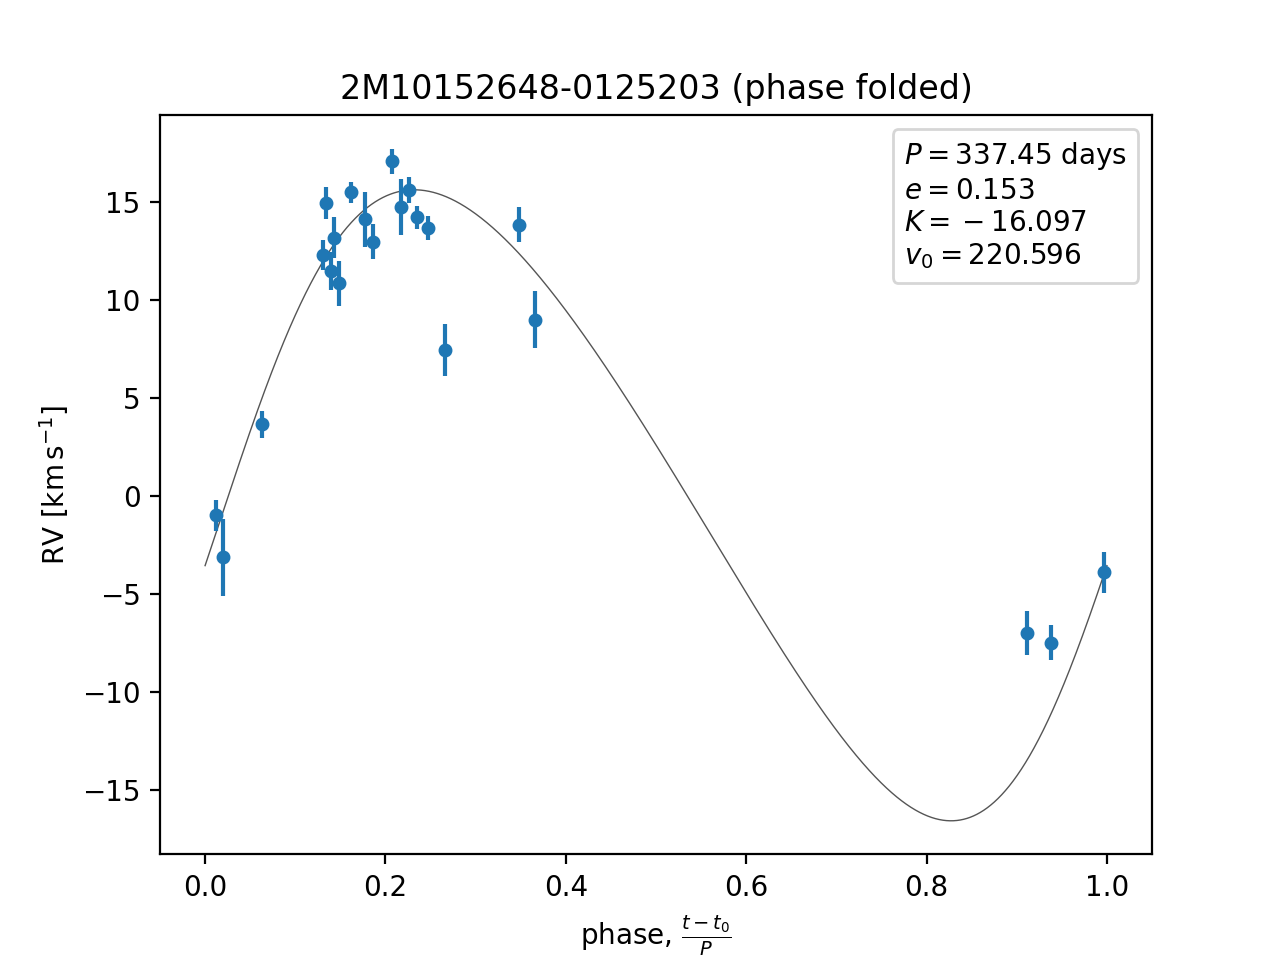 2M10152648-0125203 (phase folded)
P = 337.45 days
e = 0.153
K = −16.097
v₀ = 220.596
15
10
5
0
−5
−10
−15
RV [km s⁻¹]
0.0 0.2 0.4 0.6 0.8 1.0
phase, (t − t₀)/P